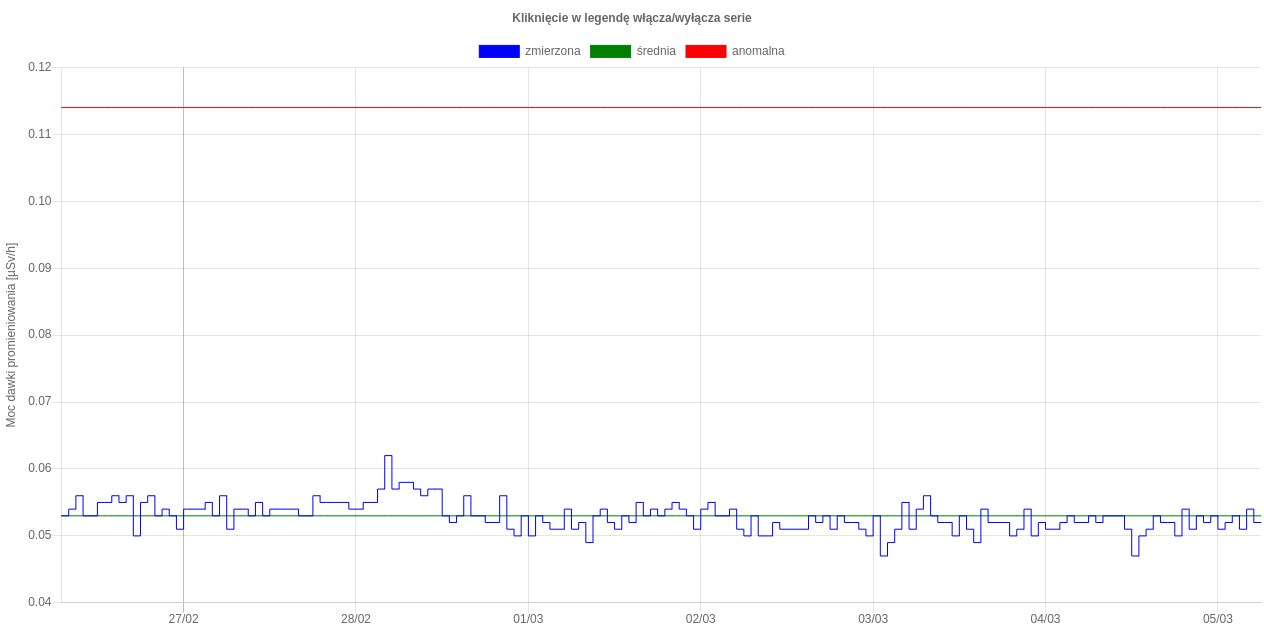 Kliknięcie w legendę włącza/wyłącza serie
zmierzona średnia anomalna
Moc dawki promieniowania [µSv/h]
0.12
0.11
0.10
0.09
0.08
0.07
0.06
0.05
0.04
27/02 28/02 01/03 02/03 03/03 04/03 05/03